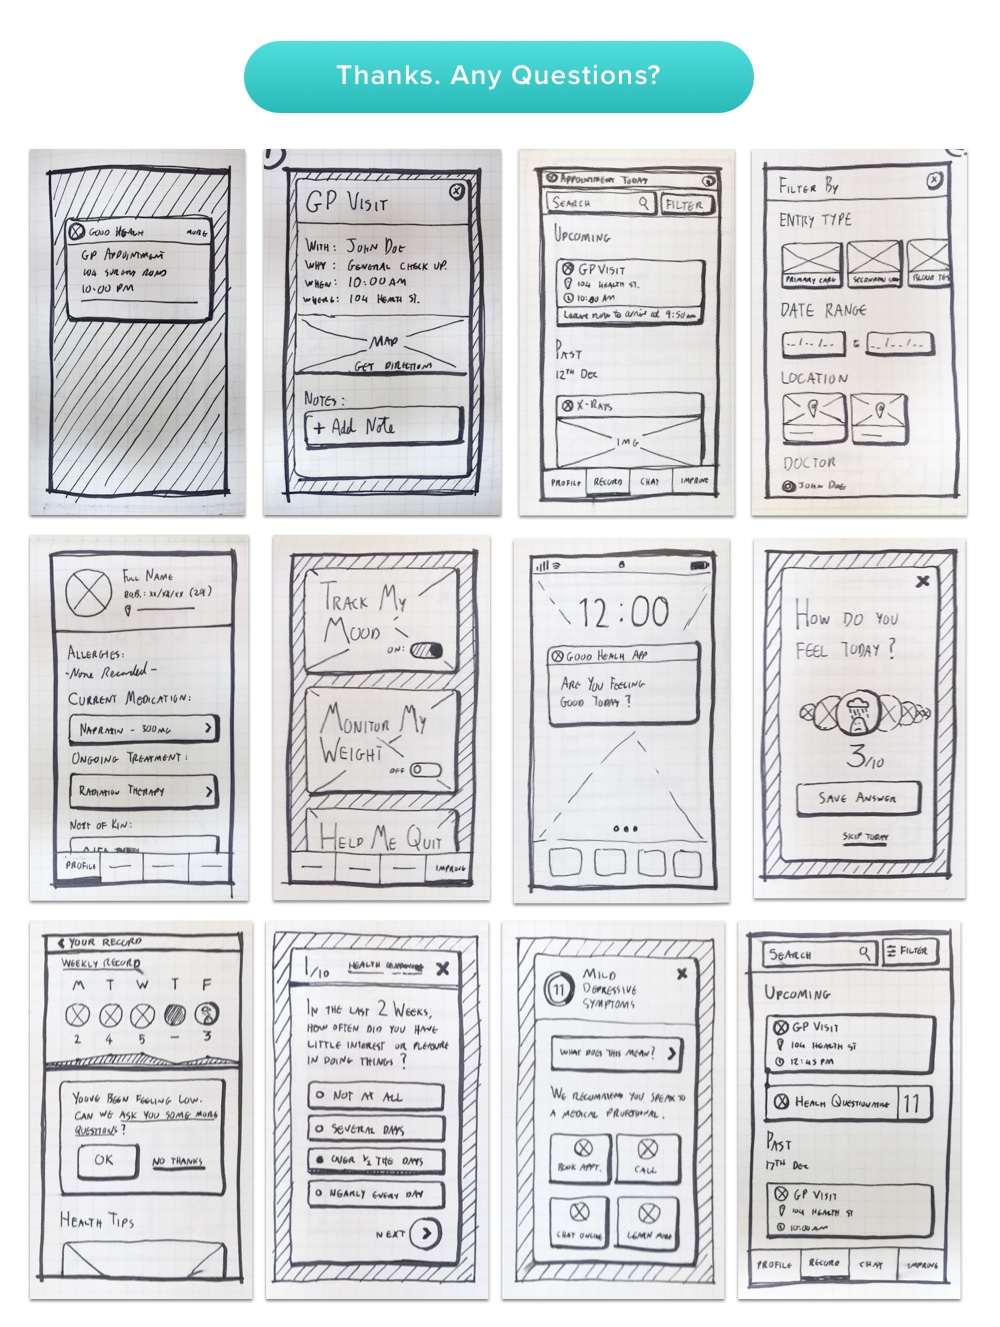 Thanks. Any Questions?
GOOD HEALTH
MORE
GP APPOINTMENT
104 SURGERY ROAD
10:00 PM
GP VISIT
WITH: JOHN DOE
WHY: GENERAL CHECK UP.
WHEN: 10:00 AM
WHERE: 104 HEALTH ST.
MAP
GET DIRECTIONS
NOTES:
+ Add Note
APPOINTMENT TODAY
SEARCH
FILTER
UPCOMING
GP VISIT
104 HEALTH ST.
10:00 AM
Leave now to arrive at 9:50am
PAST
12TH DEC
X-RAYS
IMG
PROFILE
RECORD
CHAT
IMPROVE
FILTER BY
ENTRY TYPE
PRIMARY CARE
SECONDARY CARE
BLOOD TES
DATE RANGE
--/--/--
--/--/--
LOCATION
DOCTOR
JOHN DOE
FULL NAME
D.O.B.: xx/xx/xx (29)
ALLERGIES:
-None Recorded-
CURRENT MEDICATION:
NAPRAXIN - 500MG
ONGOING TREATMENT:
RADIATION THERAPY
NEXT OF KIN:
PROFILE
TRACK MY
MOOD
ON:
MONITOR MY
WEIGHT
OFF
HELP ME QUIT
IMPROVE
12:00
GOOD HEALTH APP
ARE YOU FEELING
GOOD TODAY?
HOW DO YOU
FEEL TODAY?
3/10
SAVE ANSWER
SKIP TODAY
YOUR RECORD
WEEKLY RECORD
M T W T F
2 4 5 - 3
YOUVE BEEN FEELING LOW.
CAN WE ASK YOU SOME MORE
QUESTIONS?
OK
NO THANKS
HEALTH TIPS
1/10
HEALTH QUESTIONNAIRE
IN THE LAST 2 WEEKS,
HOW OFTEN DID YOU HAVE
LITTLE INTEREST OR PLEASURE
IN DOING THINGS?
NOT AT ALL
SEVERAL DAYS
OVER 1/2 THE DAYS
NEARLY EVERY DAY
NEXT
11
MILD
DEPRESSIVE
SYMPTOMS
WHAT DOES THIS MEAN?
WE RECOMMEND YOU SPEAK TO
A MEDICAL PROFESSIONAL.
BOOK APPT.
CALL
CHAT ONLINE
LEARN MORE
SEARCH
FILTER
UPCOMING
GP VISIT
104 HEALTH ST
12:45 PM
HEALTH QUESTIONNAIRE
11
PAST
17TH DEC
GP VISIT
104 HEALTH ST
10:00AM
PROFILE
RECORD
CHAT
IMPROVE